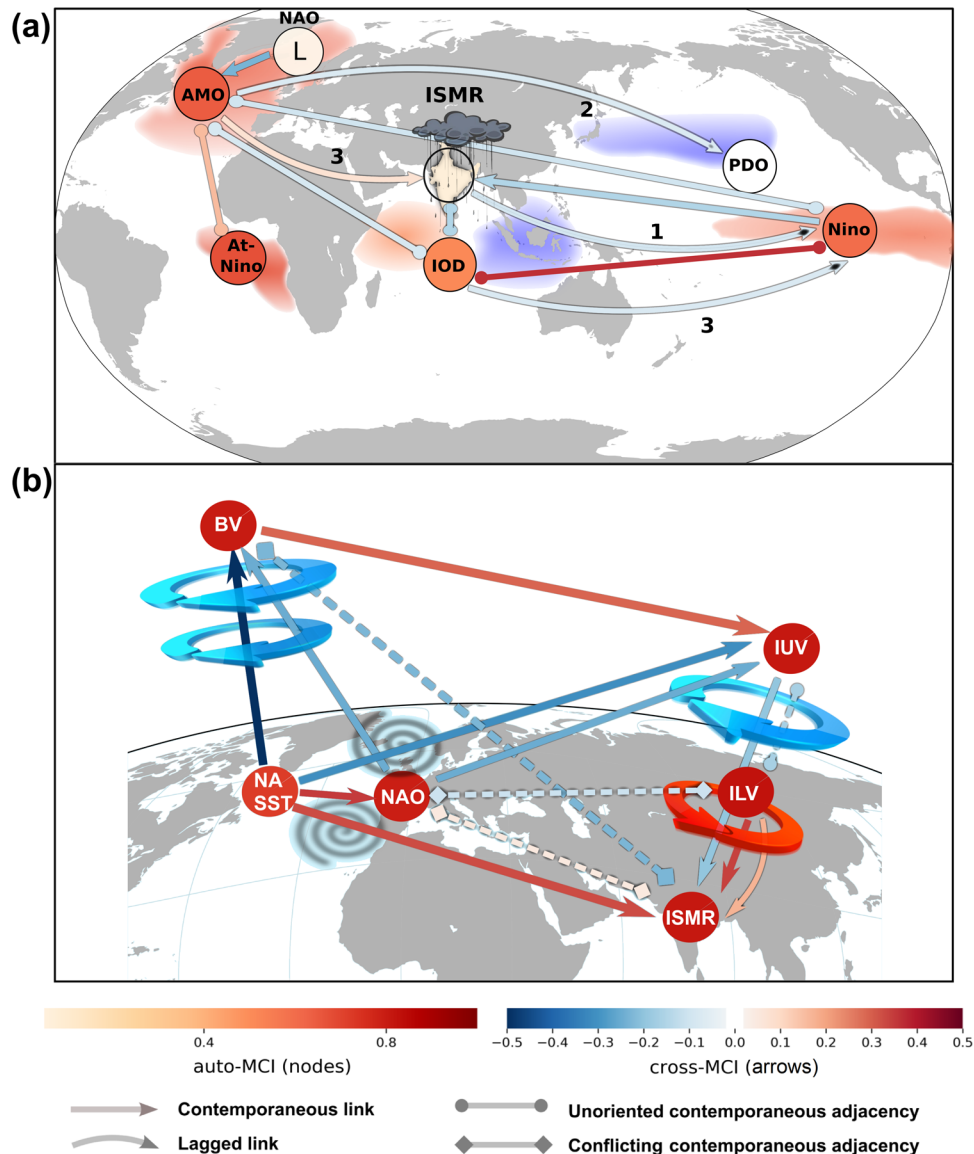 (a)
NAO
L
AMO
ISMR
2
3
PDO
1
Nino
At-
Nino
IOD
3
(b)
BV
IUV
NA
SST
NAO
ILV
ISMR
0.4 0.8
auto-MCI (nodes)
−0.5 −0.4 −0.3 −0.2 −0.1 0.0 0.1 0.2 0.3 0.4 0.5
cross-MCI (arrows)
Contemporaneous link
Unoriented contemporaneous adjacency
Lagged link
Conflicting contemporaneous adjacency